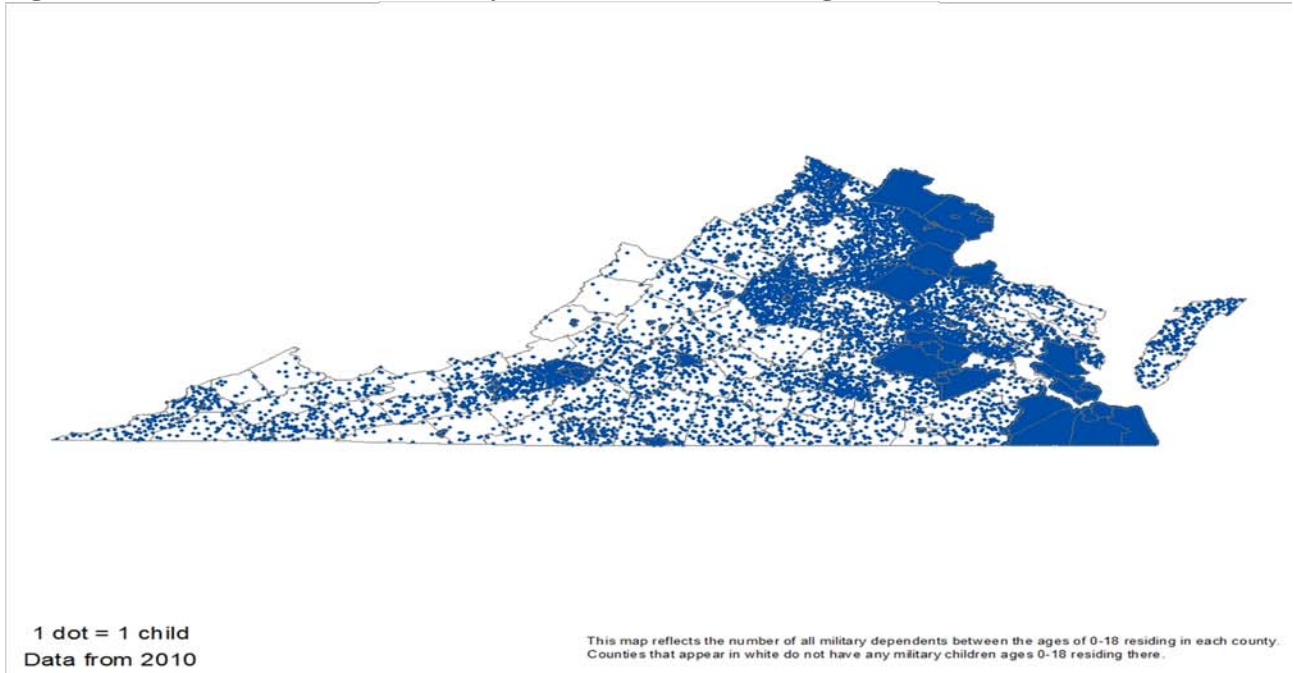 1 dot = 1 child
Data from 2010
This map reflects the number of all military dependents between the ages of 0-18 residing in each county.
Counties that appear in white do not have any military children ages 0-18 residing there.